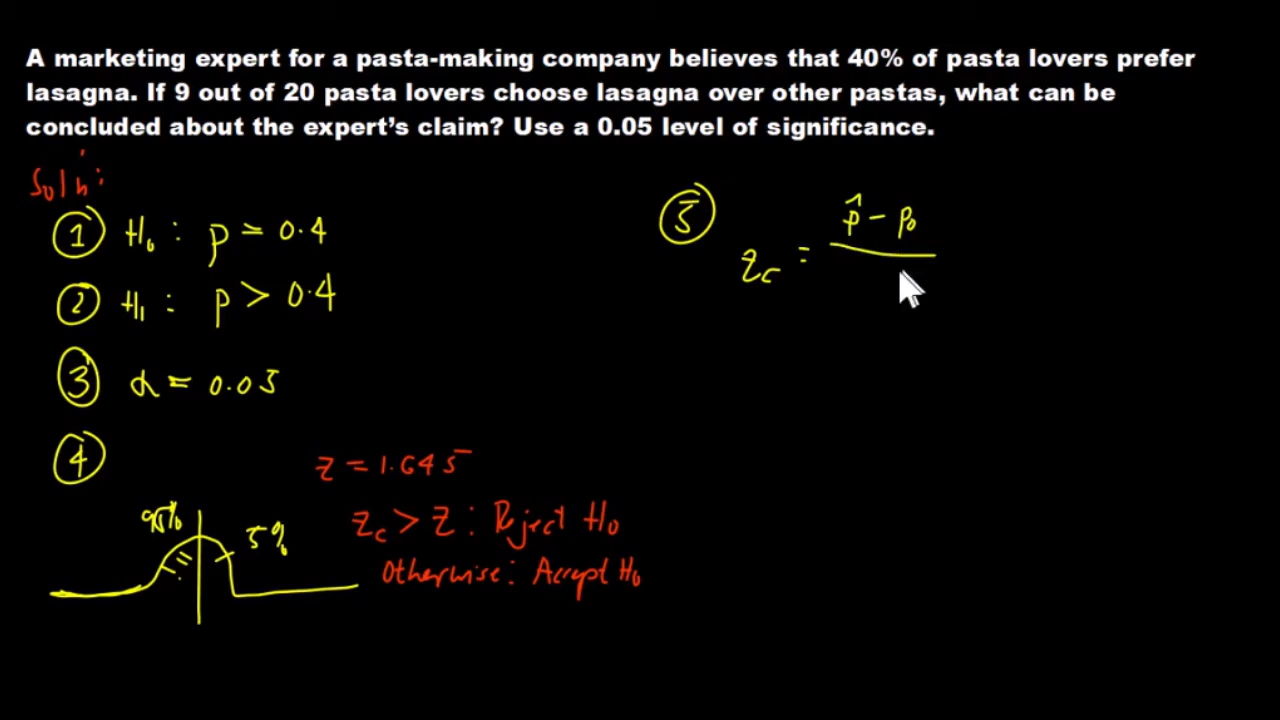 A marketing expert for a pasta-making company believes that 40% of pasta lovers prefer
lasagna. If 9 out of 20 pasta lovers choose lasagna over other pastas, what can be
concluded about the expert's claim? Use a 0.05 level of significance.
Soln:
① H₀ : p = 0.4
② H₁ : p > 0.4
③ α = 0.05
④
z = 1.645
95%
5%
z_c > z : Reject H₀
Otherwise : Accept H₀
⑤
z_c = p̂ - p₀